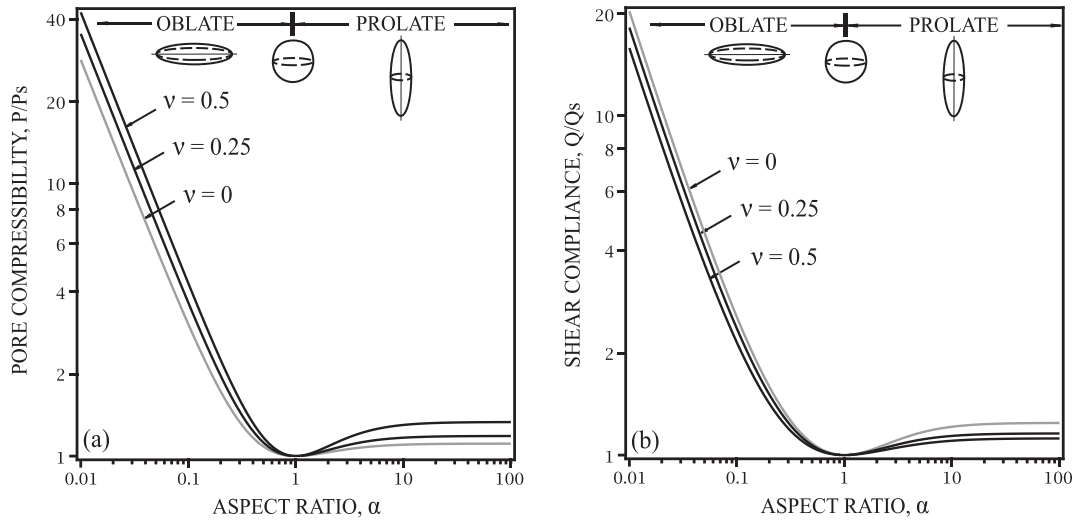 OBLATE PROLATE
40
20
10
8
6
4
2
1
PORE COMPRESSIBILITY, P/Ps
ν = 0.5
ν = 0.25
ν = 0
(a)
0.01 0.1 1 10 100
ASPECT RATIO, α
OBLATE PROLATE
20
10
8
6
4
2
1
SHEAR COMPLIANCE, Q/Qs
ν = 0
ν = 0.25
ν = 0.5
(b)
0.01 0.1 1 10 100
ASPECT RATIO, α